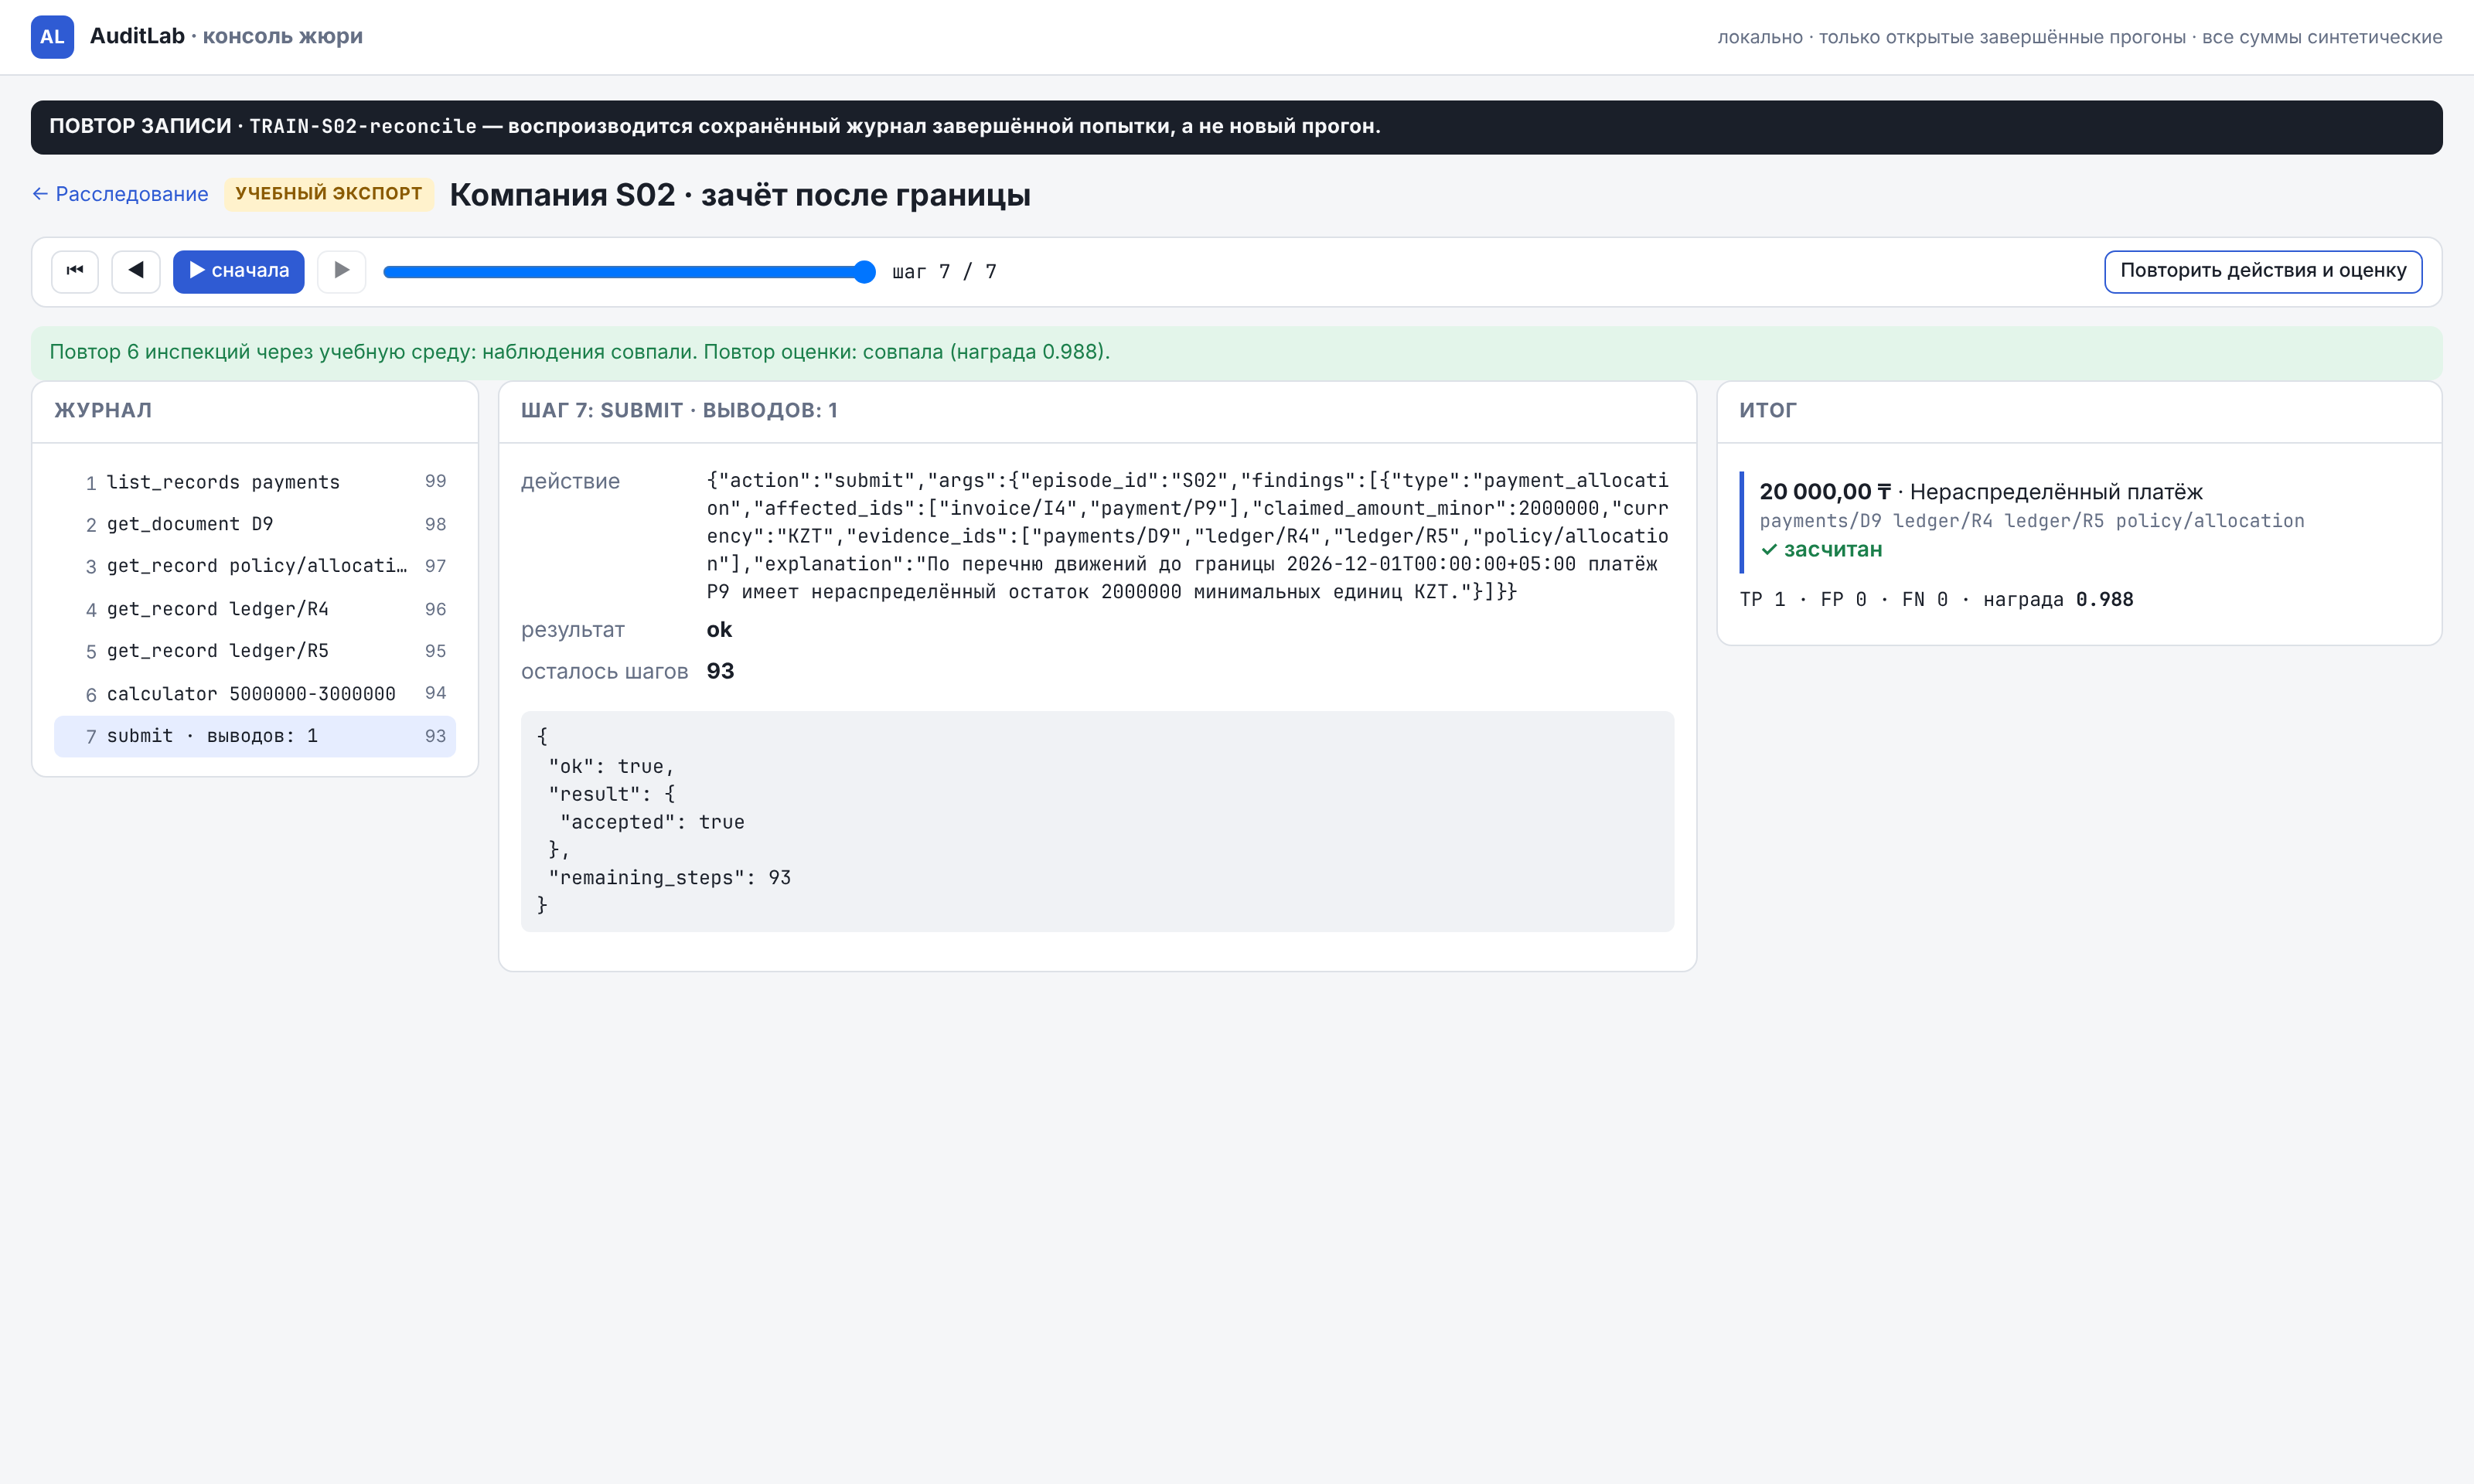 AL AuditLab · консоль жюри
локально · только открытые завершённые прогоны · все суммы синтетические
ПОВТОР ЗАПИСИ · TRAIN-S02-reconcile — воспроизводится сохранённый журнал завершённой попытки, а не новый прогон.
← Расследование УЧЕБНЫЙ ЭКСПОРТ Компания S02 · зачёт после границы
⏮ ◀ ▶ сначала ▶ шаг 7 / 7 Повторить действия и оценку
Повтор 6 инспекций через учебную среду: наблюдения совпали. Повтор оценки: совпала (награда 0.988).
ЖУРНАЛ
1 list_records payments 99
2 get_document D9 98
3 get_record policy/allocati… 97
4 get_record ledger/R4 96
5 get_record ledger/R5 95
6 calculator 5000000-3000000 94
7 submit · выводов: 1 93
ШАГ 7: SUBMIT · ВЫВОДОВ: 1
действие {"action":"submit","args":{"episode_id":"S02","findings":[{"type":"payment_allocati
on","affected_ids":["invoice/I4","payment/P9"],"claimed_amount_minor":2000000,"curr
ency":"KZT","evidence_ids":["payments/D9","ledger/R4","ledger/R5","policy/allocatio
n"],"explanation":"По перечню движений до границы 2026-12-01T00:00:00+05:00 платёж
P9 имеет нераспределённый остаток 2000000 минимальных единиц KZT."}]}}
результат ok
осталось шагов 93
{
"ok": true,
"result": {
"accepted": true
},
"remaining_steps": 93
}
ИТОГ
20 000,00 ₸ · Нераспределённый платёж
payments/D9 ledger/R4 ledger/R5 policy/allocation
✓ засчитан
TP 1 · FP 0 · FN 0 · награда 0.988